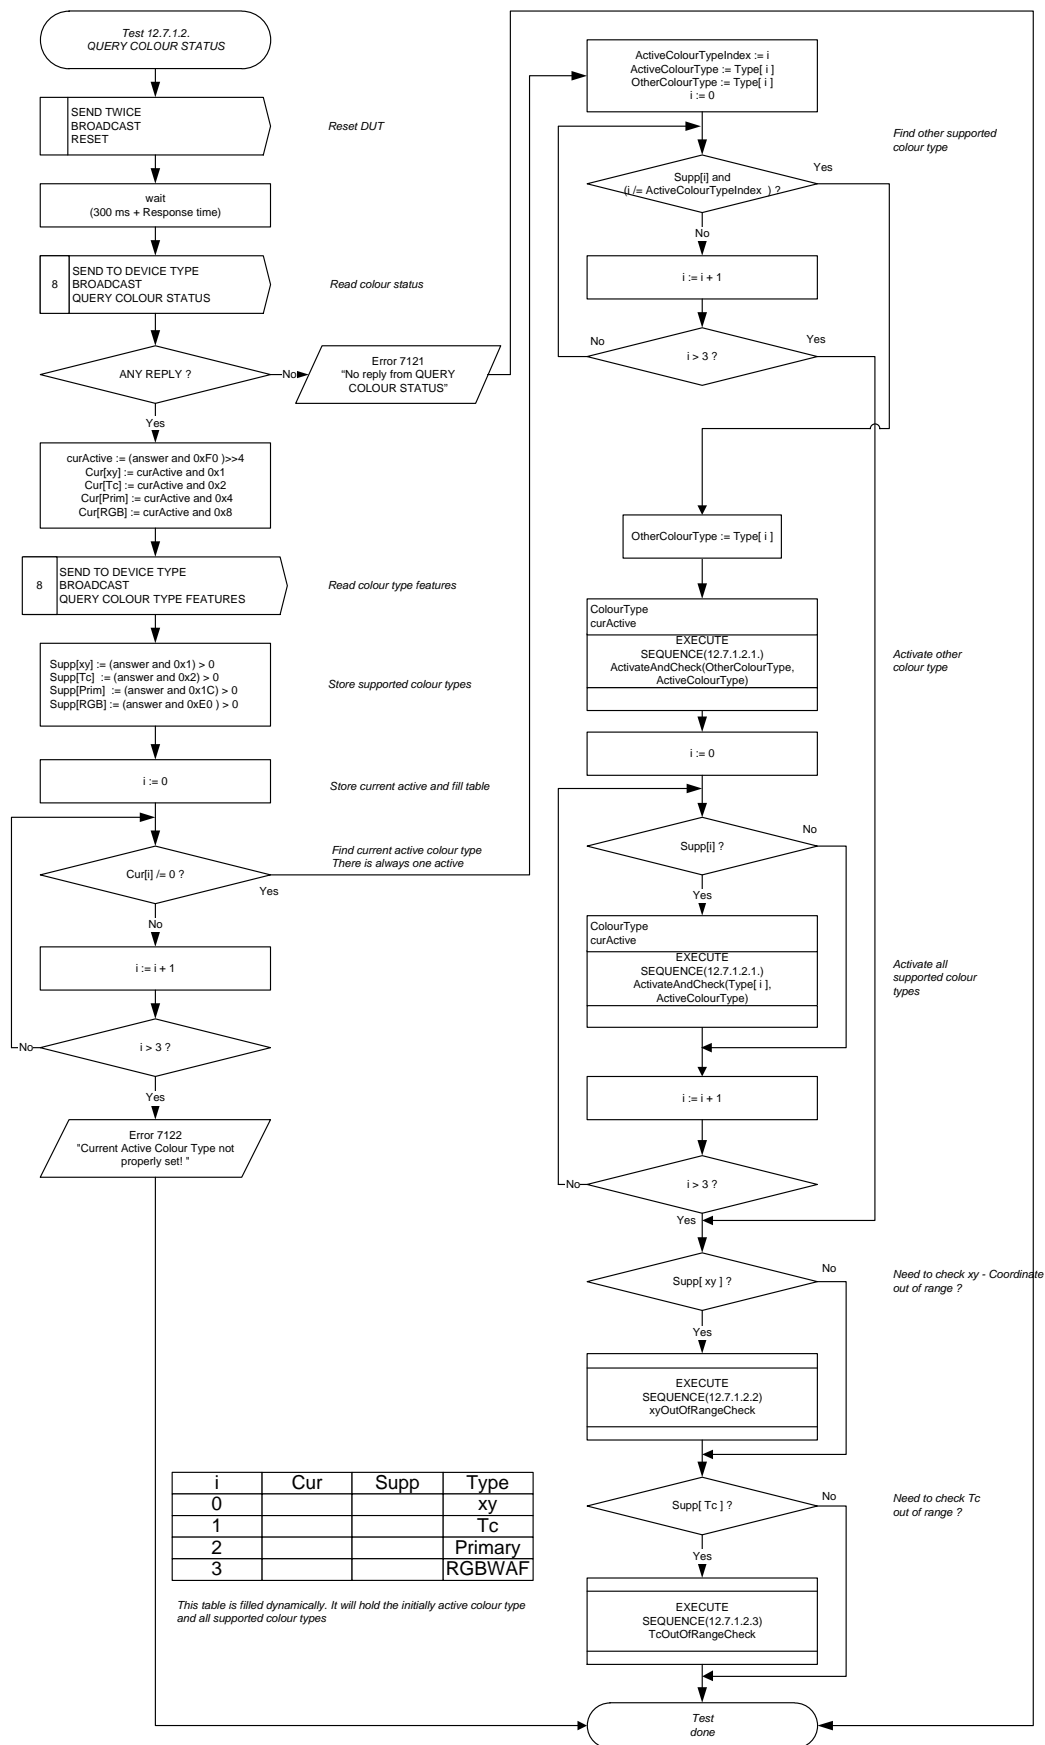 Test 12.7.1.2.
QUERY COLOUR STATUS
SEND TWICE
BROADCAST
RESET
Reset DUT
wait
(300 ms + Response time)
8
SEND TO DEVICE TYPE
BROADCAST
QUERY COLOUR STATUS
Read colour status
ANY REPLY ?
No
Error 7121
"No reply from QUERY
COLOUR STATUS"
Yes
curActive := (answer and 0xF0 )>>4
Cur[xy] := curActive and 0x1
Cur[Tc] := curActive and 0x2
Cur[Prim] := curActive and 0x4
Cur[RGB] := curActive and 0x8
8
SEND TO DEVICE TYPE
BROADCAST
QUERY COLOUR TYPE FEATURES
Read colour type features
Supp[xy] := (answer and 0x1) > 0
Supp[Tc] := (answer and 0x2) > 0
Supp[Prim] := (answer and 0x1C) > 0
Supp[RGB] := (answer and 0xE0 ) > 0
Store supported colour types
i := 0
Store current active and fill table
Find current active colour type
There is always one active
Cur[i] /= 0 ?
Yes
No
i := i + 1
i > 3 ?
No
Yes
Error 7122
"Current Active Colour Type not
properly set! "
ActiveColourTypeIndex := i
ActiveColourType := Type[ i ]
OtherColourType := Type[ i ]
i := 0
Find other supported
colour type
Supp[i] and
(i /= ActiveColourTypeIndex ) ?
Yes
No
i := i + 1
i > 3 ?
No
Yes
OtherColourType := Type[ i ]
ColourType
curActive
EXECUTE
SEQUENCE(12.7.1.2.1.)
ActivateAndCheck(OtherColourType,
ActiveColourType)
Activate other
colour type
i := 0
Supp[i] ?
No
Yes
ColourType
curActive
EXECUTE
SEQUENCE(12.7.1.2.1.)
ActivateAndCheck(Type[ i ],
ActiveColourType)
Activate all
supported colour
types
i := i + 1
i > 3 ?
No
Yes
Supp[ xy ] ?
No
Need to check xy - Coordinate
out of range ?
Yes
EXECUTE
SEQUENCE(12.7.1.2.2)
xyOutOfRangeCheck
Supp[ Tc ] ?
No
Need to check Tc
out of range ?
Yes
EXECUTE
SEQUENCE(12.7.1.2.3)
TcOutOfRangeCheck
Test
done
i Cur Supp Type
0 xy
1 Tc
2 Primary
3 RGBWAF
This table is filled dynamically. It will hold the initially active colour type
and all supported colour types